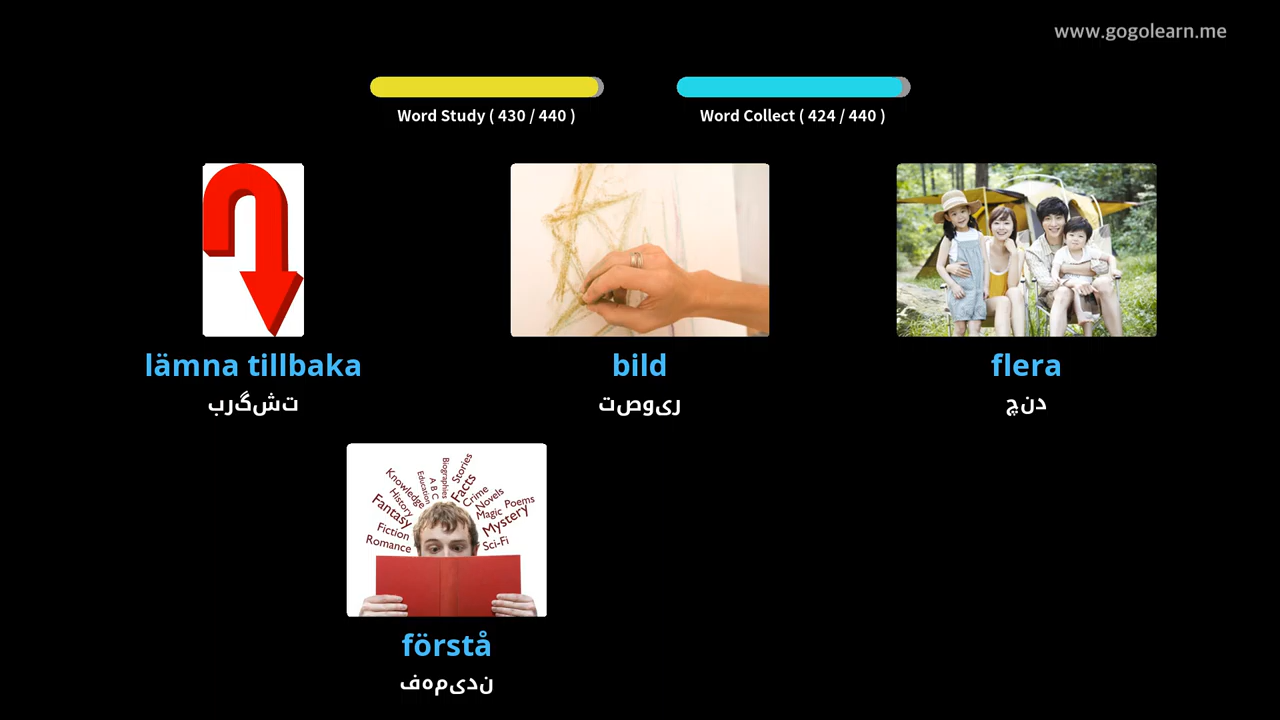 www.gogolearn.me
Word Study ( 430 / 440 )
Word Collect ( 424 / 440 )
lämna tillbaka
تشگرب
bild
ریوصت
flera
دنچ
Romance
Fiction
Fantasy
History
Knowledge
Education
A B C
Biographies
Stories
Facts
Crime
Novels
Magic
Poems
Mystery
Sci-Fi
förstå
ندیمهف